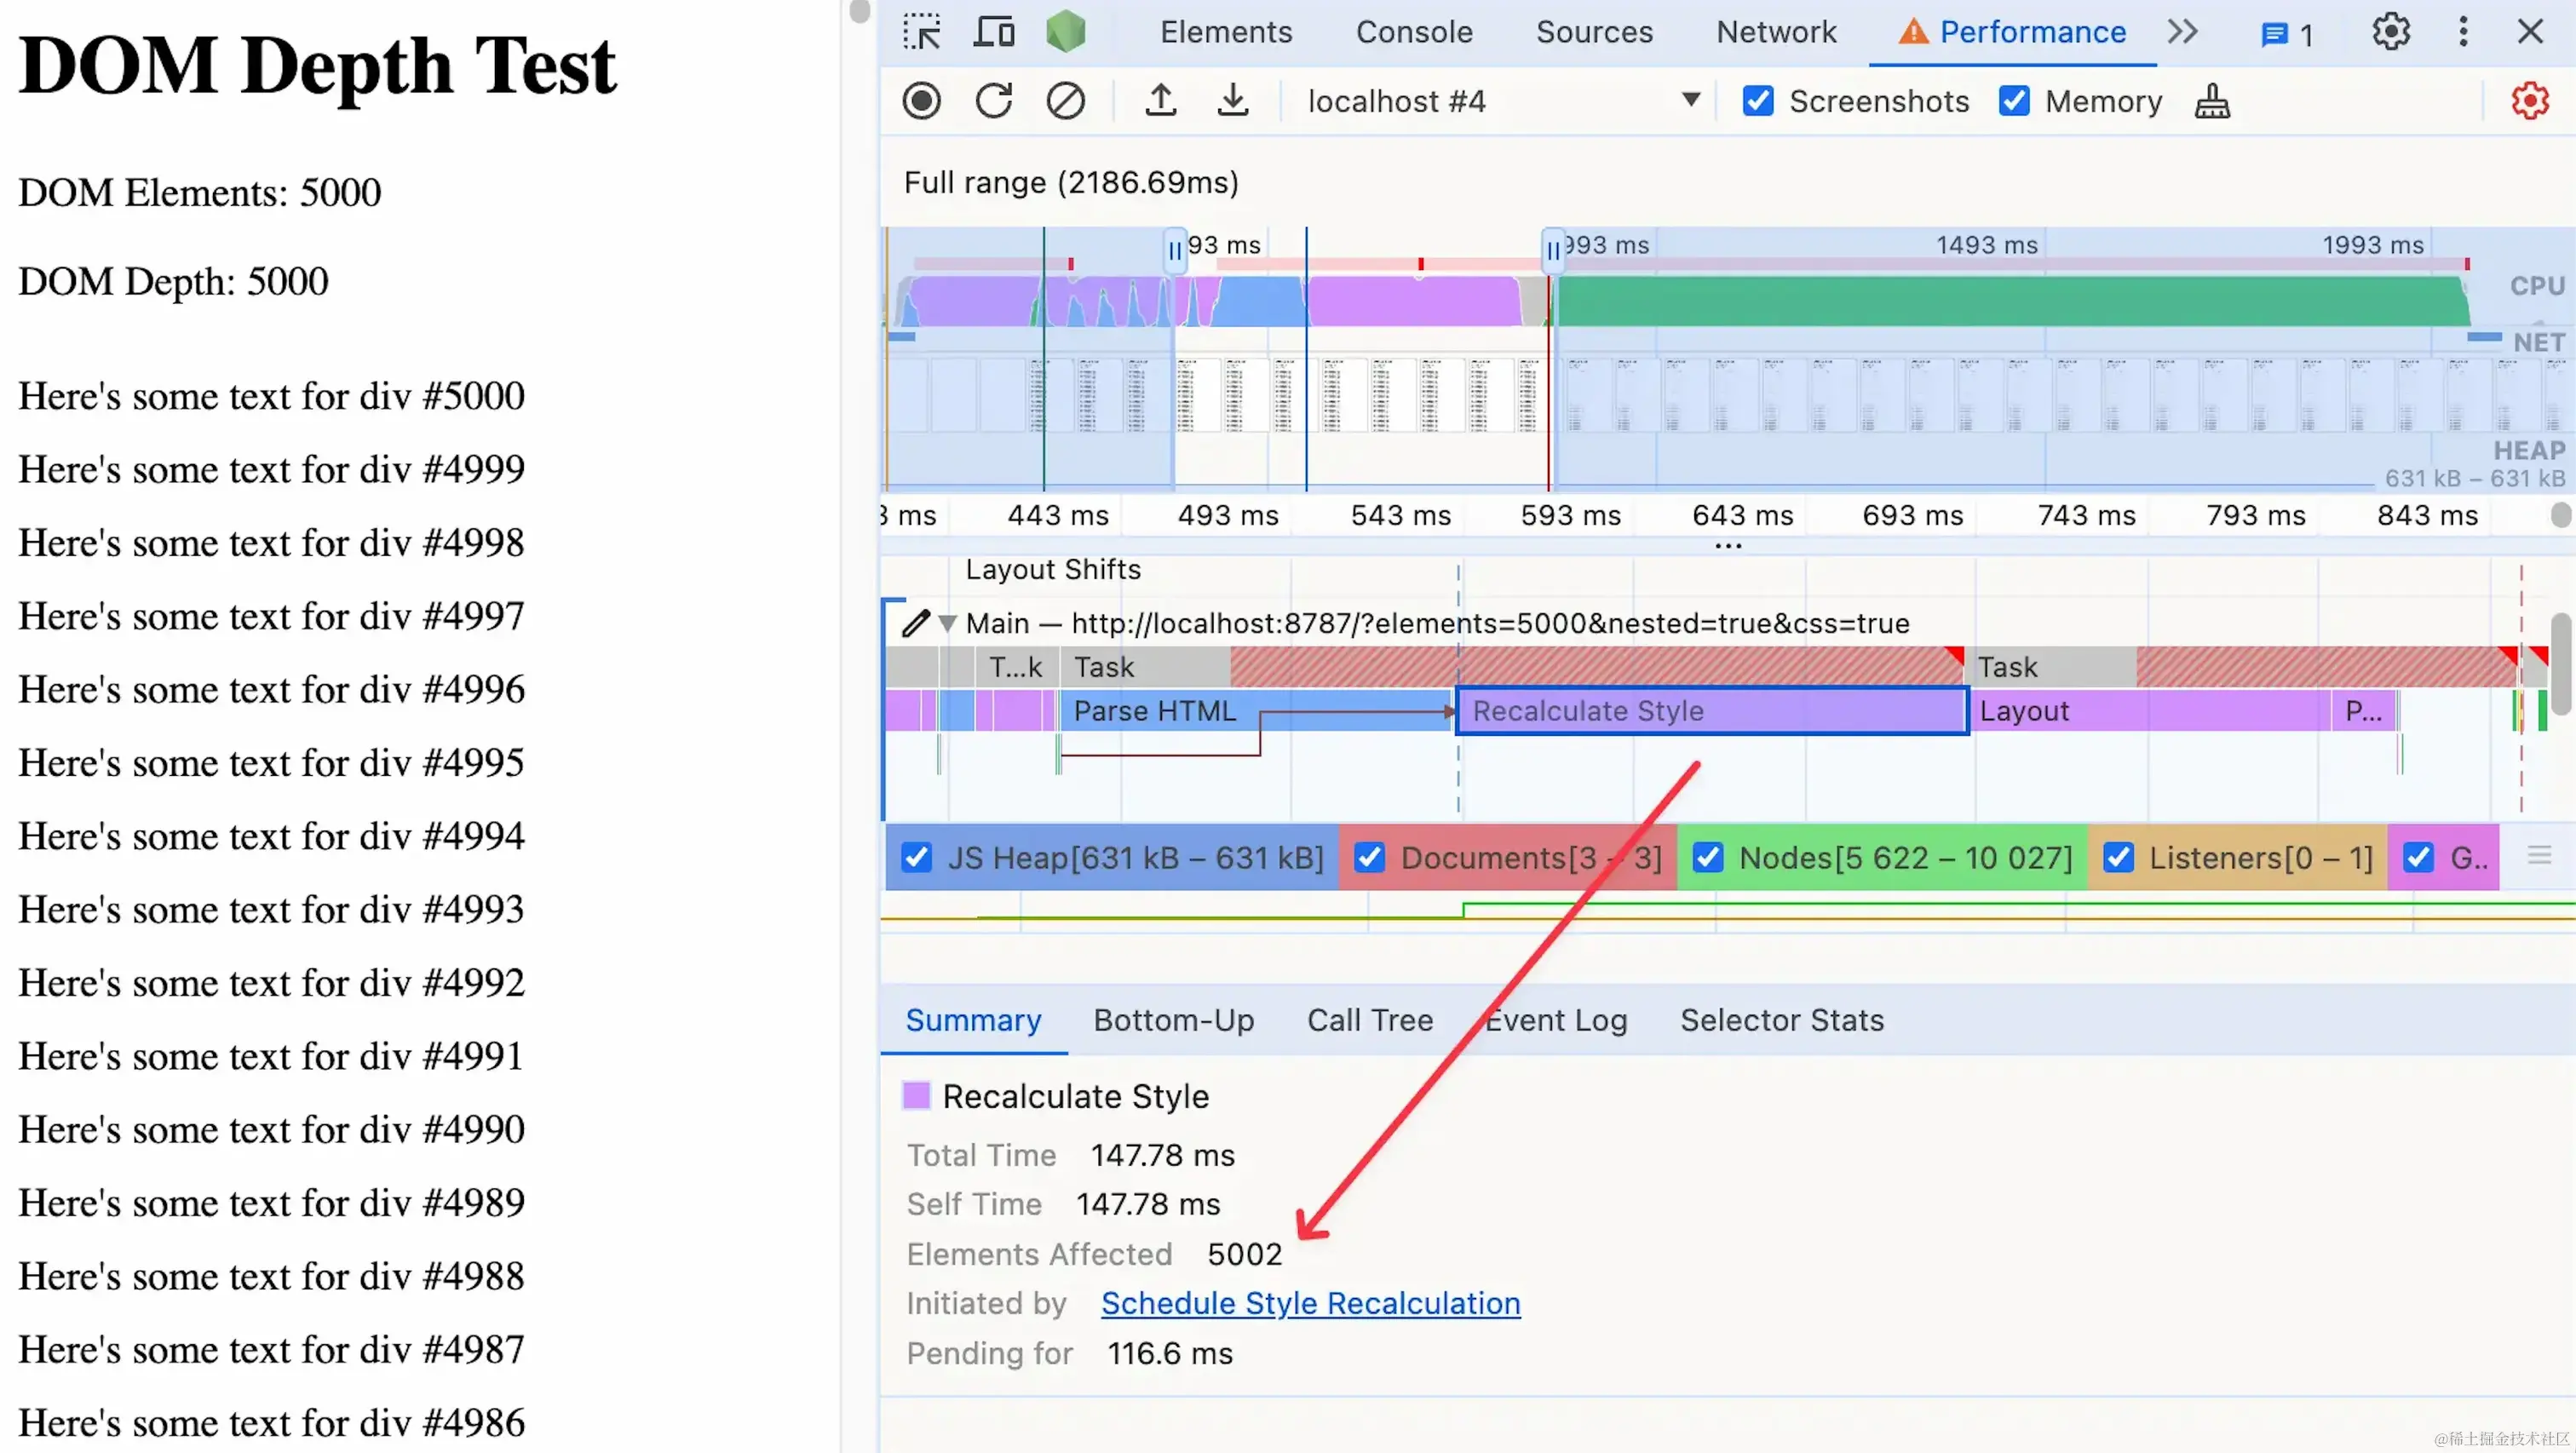 DOM Depth Test
DOM Elements: 5000
DOM Depth: 5000
Here's some text for div #5000
Here's some text for div #4999
Here's some text for div #4998
Here's some text for div #4997
Here's some text for div #4996
Here's some text for div #4995
Here's some text for div #4994
Here's some text for div #4993
Here's some text for div #4992
Here's some text for div #4991
Here's some text for div #4990
Here's some text for div #4989
Here's some text for div #4988
Here's some text for div #4987
Here's some text for div #4986
Elements Console Sources Network Performance 1
localhost #4 Screenshots Memory
Full range (2186.69ms)
93 ms 993 ms 1493 ms 1993 ms
CPU
NET
HEAP
631 kB – 631 kB
3 ms 443 ms 493 ms 543 ms 593 ms 643 ms 693 ms 743 ms 793 ms 843 ms
Layout Shifts
Main — http://localhost:8787/?elements=5000&nested=true&css=true
T...k Task Task
Parse HTML Recalculate Style Layout P...
JS Heap[631 kB – 631 kB] Documents[3 – 3] Nodes[5 622 – 10 027] Listeners[0 – 1] G..
Summary Bottom-Up Call Tree Event Log Selector Stats
Recalculate Style
Total Time 147.78 ms
Self Time 147.78 ms
Elements Affected 5002
Initiated by Schedule Style Recalculation
Pending for 116.6 ms
@稀土掘金技术社区